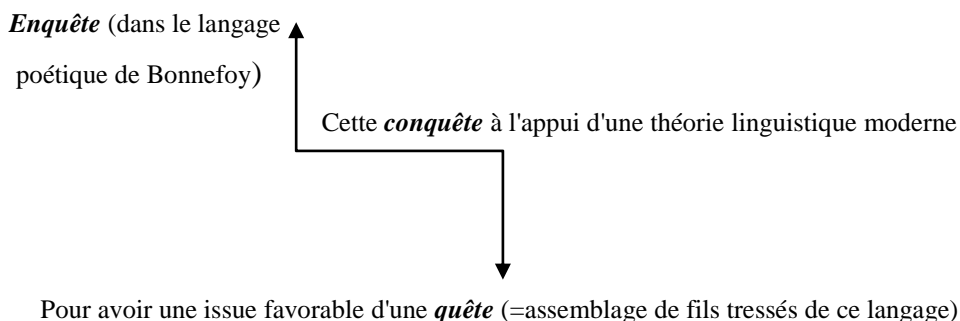 Enquête (dans le langage
poétique de Bonnefoy)
Cette conquête à l'appui d'une théorie linguistique moderne
Pour avoir une issue favorable d'une quête (=assemblage de fils tressés de ce langage)